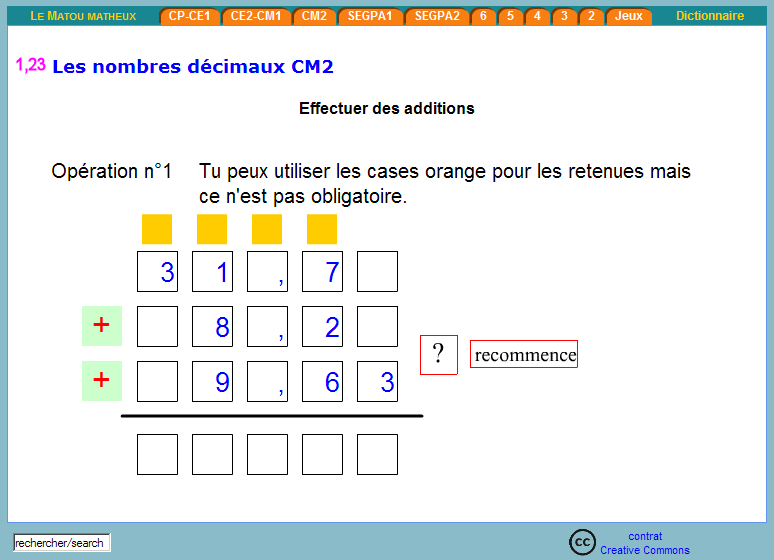 LE MATOU MATHEUX CP-CE1 CE2-CM1 CM2 SEGPA1 SEGPA2 6 5 4 3 2 Jeux Dictionnaire
1,23 Les nombres décimaux CM2
Effectuer des additions
Opération n°1 Tu peux utiliser les cases orange pour les retenues mais
ce n'est pas obligatoire.
3 1 , 7
+ 8 , 2
? recommence
+ 9 , 6 3
rechercher/search
cc contrat
Creative Commons